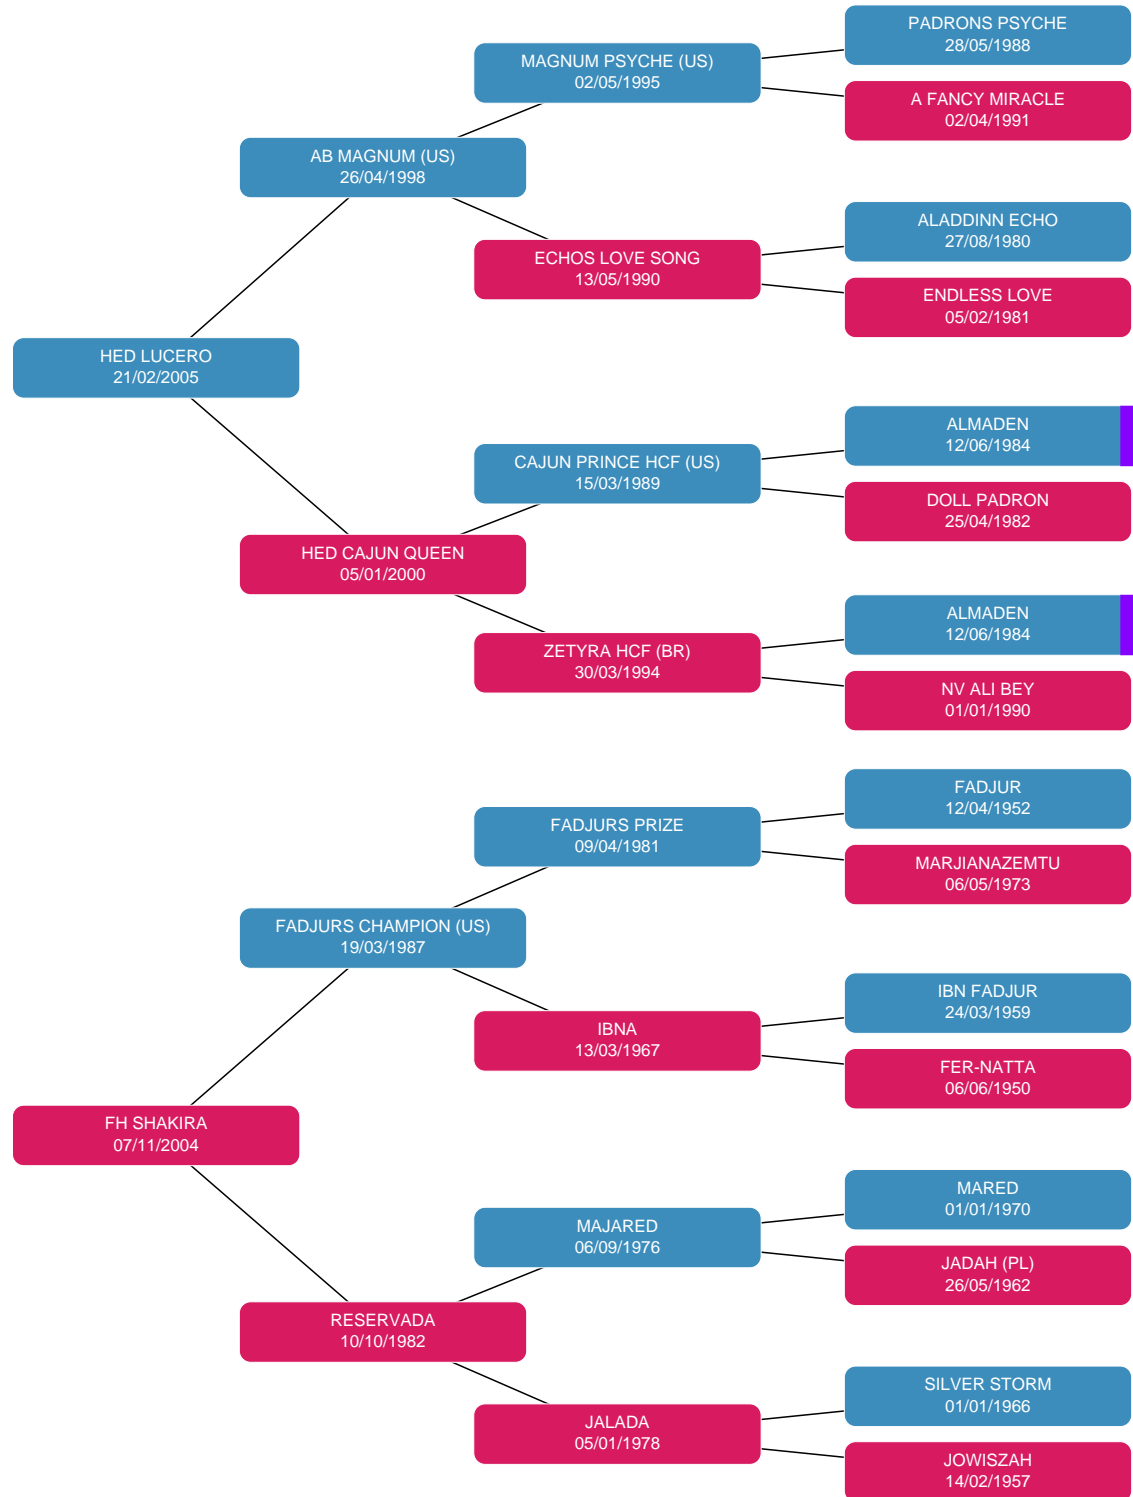 PADRONS PSYCHE
28/05/1988
MAGNUM PSYCHE (US)
02/05/1995
A FANCY MIRACLE
02/04/1991
AB MAGNUM (US)
26/04/1998
ALADDINN ECHO
27/08/1980
ECHOS LOVE SONG
13/05/1990
ENDLESS LOVE
05/02/1981
HED LUCERO
21/02/2005
ALMADEN
12/06/1984
CAJUN PRINCE HCF (US)
15/03/1989
DOLL PADRON
25/04/1982
HED CAJUN QUEEN
05/01/2000
ALMADEN
12/06/1984
ZETYRA HCF (BR)
30/03/1994
NV ALI BEY
01/01/1990
FADJUR
12/04/1952
FADJURS PRIZE
09/04/1981
MARJIANAZEMTU
06/05/1973
FADJURS CHAMPION (US)
19/03/1987
IBN FADJUR
24/03/1959
IBNA
13/03/1967
FER-NATTA
06/06/1950
FH SHAKIRA
07/11/2004
MARED
01/01/1970
MAJARED
06/09/1976
JADAH (PL)
26/05/1962
RESERVADA
10/10/1982
SILVER STORM
01/01/1966
JALADA
05/01/1978
JOWISZAH
14/02/1957